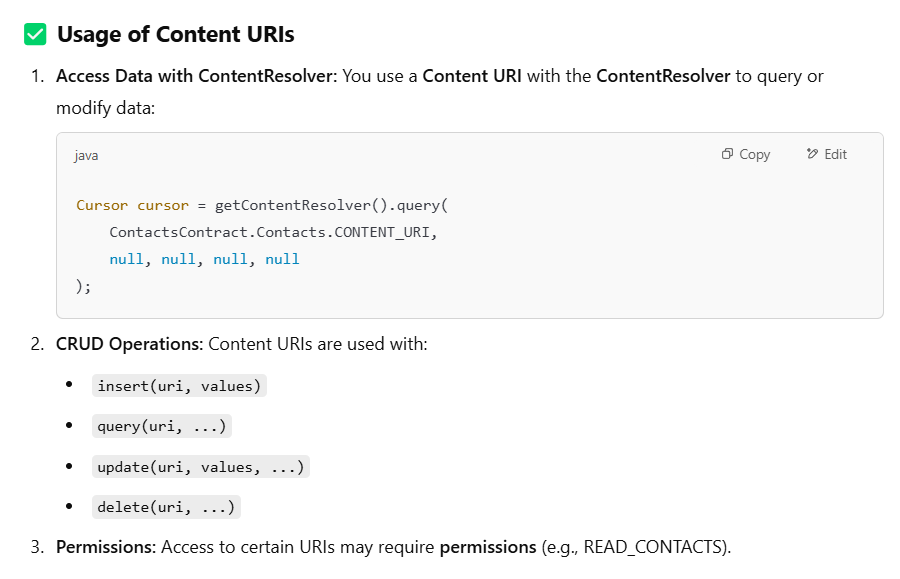 ✅ Usage of Content URIs
1. Access Data with ContentResolver: You use a Content URI with the ContentResolver to query or
modify data:
java
Copy
Edit
Cursor cursor = getContentResolver().query(
    ContactsContract.Contacts.CONTENT_URI,
    null, null, null, null
);
2. CRUD Operations: Content URIs are used with:
• insert(uri, values)
• query(uri, ...)
• update(uri, values, ...)
• delete(uri, ...)
3. Permissions: Access to certain URIs may require permissions (e.g., READ_CONTACTS).